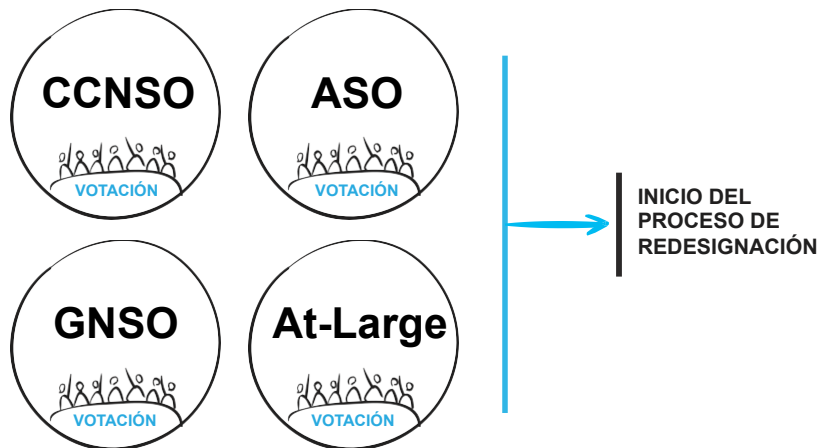 CCNSO
VOTACIÓN
ASO
VOTACIÓN
GNSO
VOTACIÓN
At-Large
VOTACIÓN
INICIO DEL
PROCESO DE
REDESIGNACIÓN